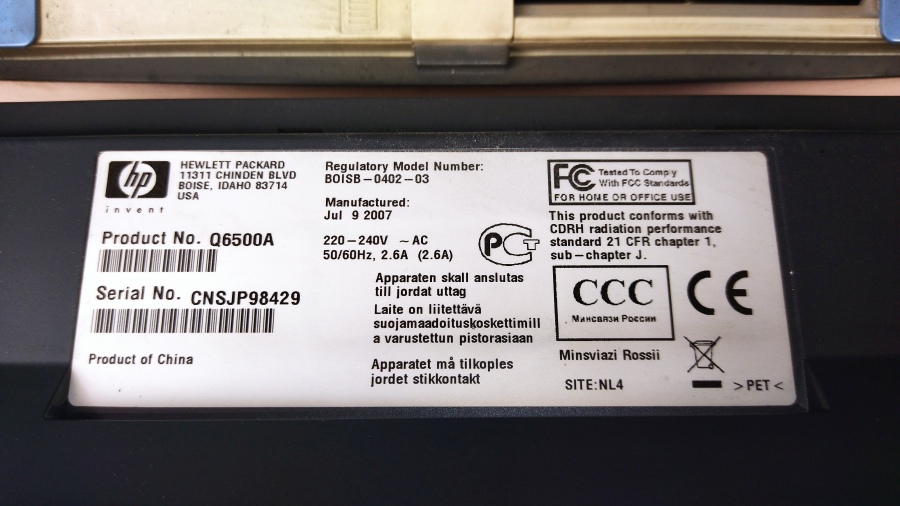 hp
invent
HEWLETT PACKARD
11311 CHINDEN BLVD
BOISE, IDAHO 83714
USA
Product No. Q6500A
Serial No. CNSJP98429
Product of China
Regulatory Model Number:
BOISB-0402-03
Manufactured:
Jul 9 2007
220-240V ~ AC
50/60Hz, 2.6A (2.6A)
PCT
Apparaten skall anslutas
till jordat uttag
Laite on liitettävä
suojamaadoituskoskettimill
a varustettun pistorasiaan
Apparatet må tilkoples
jordet stikkontakt
FC Tested To Comply
With FCC Standards
FOR HOME OR OFFICE USE
This product conforms with
CDRH radiation performance
standard 21 CFR chapter 1,
sub-chapter J.
CCC
Минсвязи России
CE
Minsviazi Rossii
SITE:NL4
>PET<